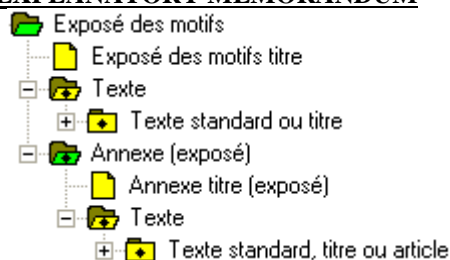 EXPLANATORY MEMORANDUM
Exposé des motifs
Exposé des motifs titre
Texte
Texte standard ou titre
Annexe (exposé)
Annexe titre (exposé)
Texte
Texte standard, titre ou article